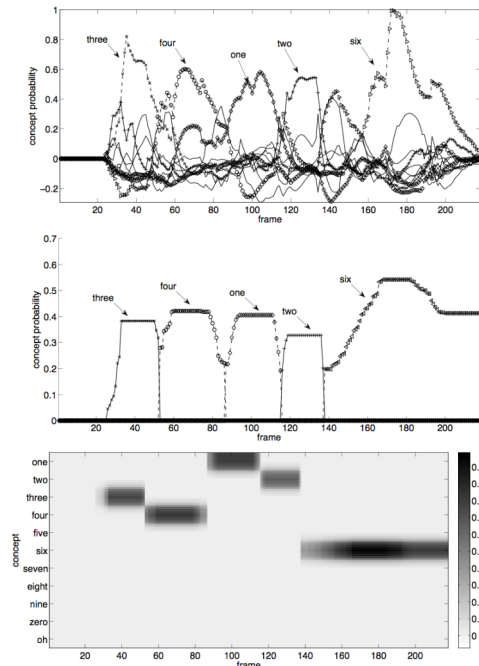 1
0.8
0.6
0.4
0.2
0
−0.2
concept probability
three
four
one
two
six
20 40 60 80 100 120 140 160 180 200
frame
0.7
0.6
0.5
0.4
0.3
0.2
0.1
0
concept probability
three
four
one
two
six
20 40 60 80 100 120 140 160 180 200
frame
concept
one
two
three
four
five
six
seven
eight
nine
zero
oh
20 40 60 80 100 120 140 160 180 200
frame
0